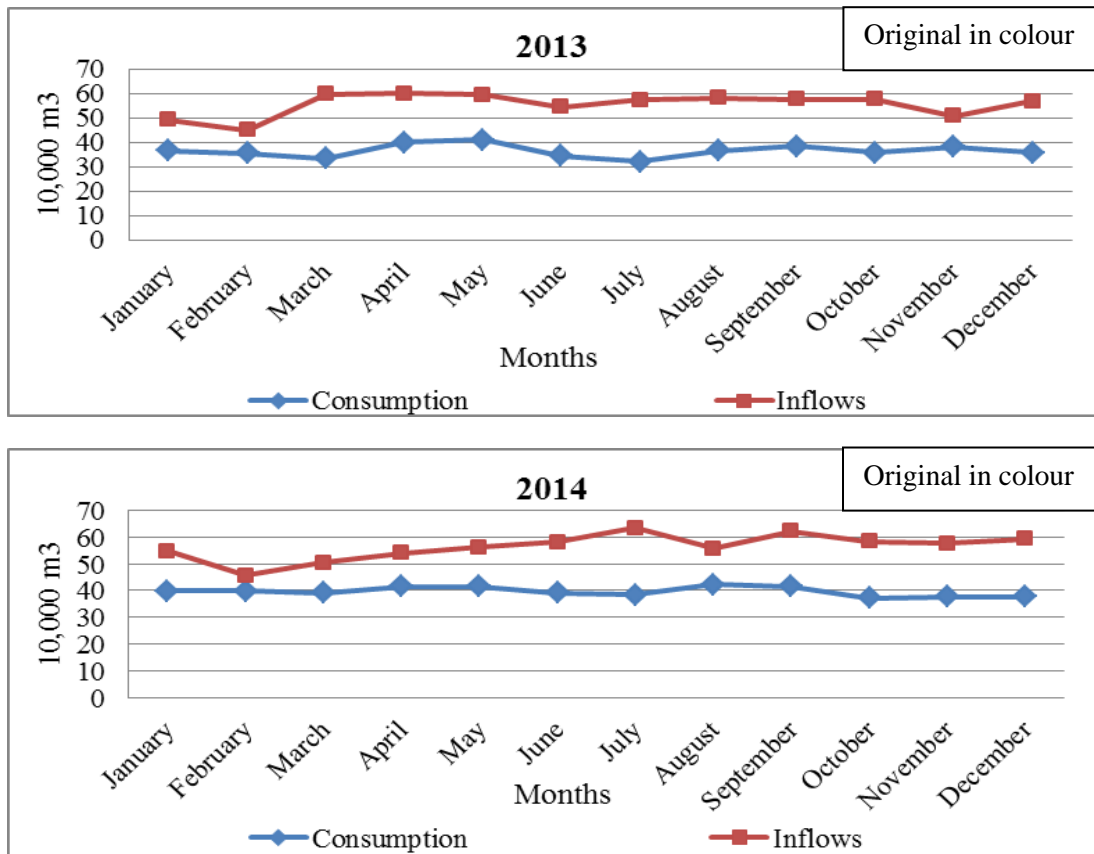 2013
Original in colour
10,000 m3
70
60
50
40
30
20
10
0
January
February
March
April
May
June
July
August
September
October
November
December
Months
Consumption
Inflows
2014
Original in colour
10,000 m3
70
60
50
40
30
20
10
0
January
February
March
April
May
June
July
August
September
October
November
December
Months
Consumption
Inflows